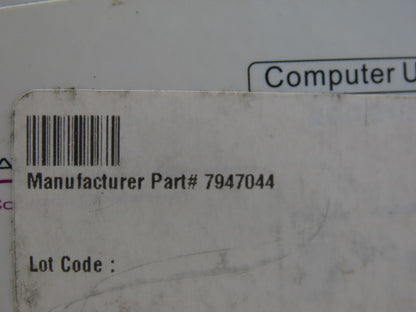 Computer U
Manufacturer Part# 7947044
Lot Code :